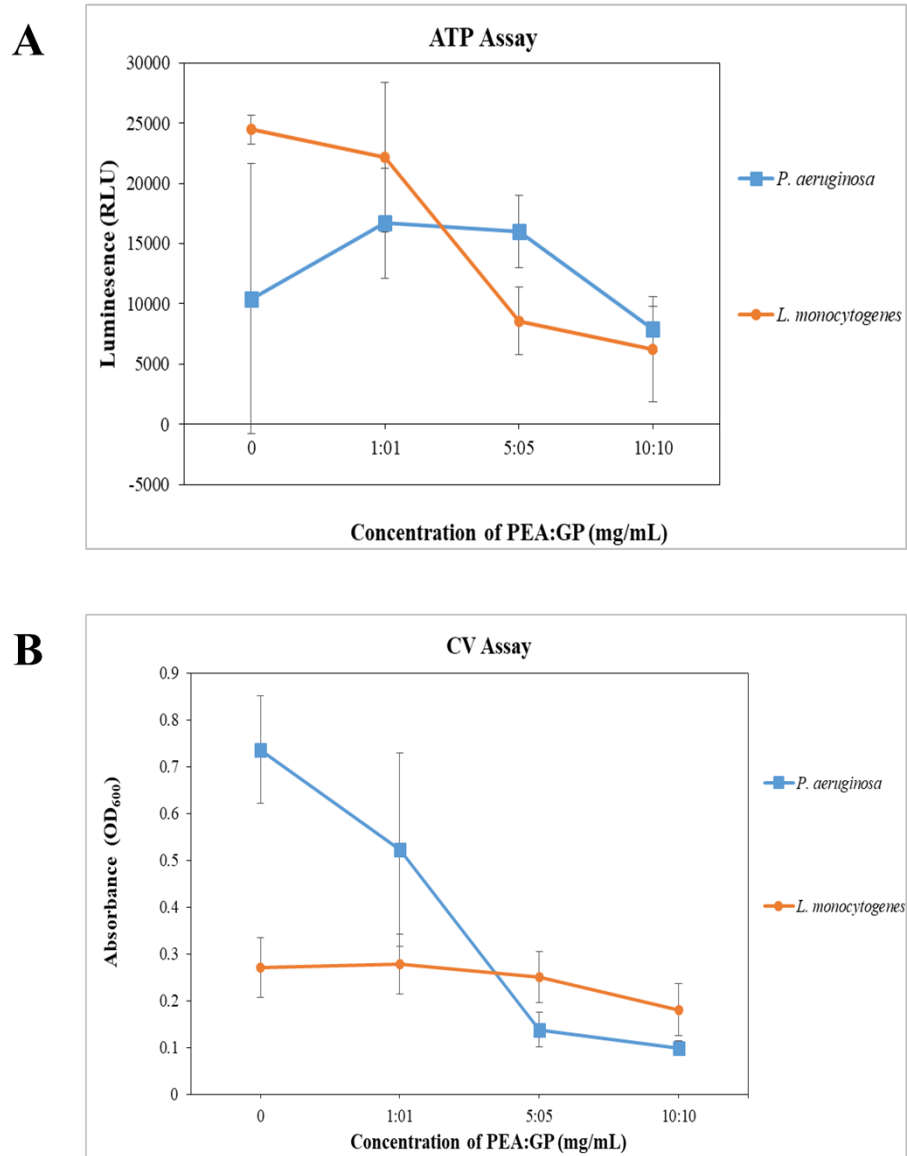 A
ATP Assay
Luminesence (RLU)
30000
25000
20000
15000
10000
5000
0
-5000
0 1:01 5:05 10:10
Concentration of PEA:GP (mg/mL)
P. aeruginosa
L. monocytogenes
B
CV Assay
Absorbance (OD₆₀₀)
0.9
0.8
0.7
0.6
0.5
0.4
0.3
0.2
0.1
0
0 1:01 5:05 10:10
Concentration of PEA:GP (mg/mL)
P. aeruginosa
L. monocytogenes